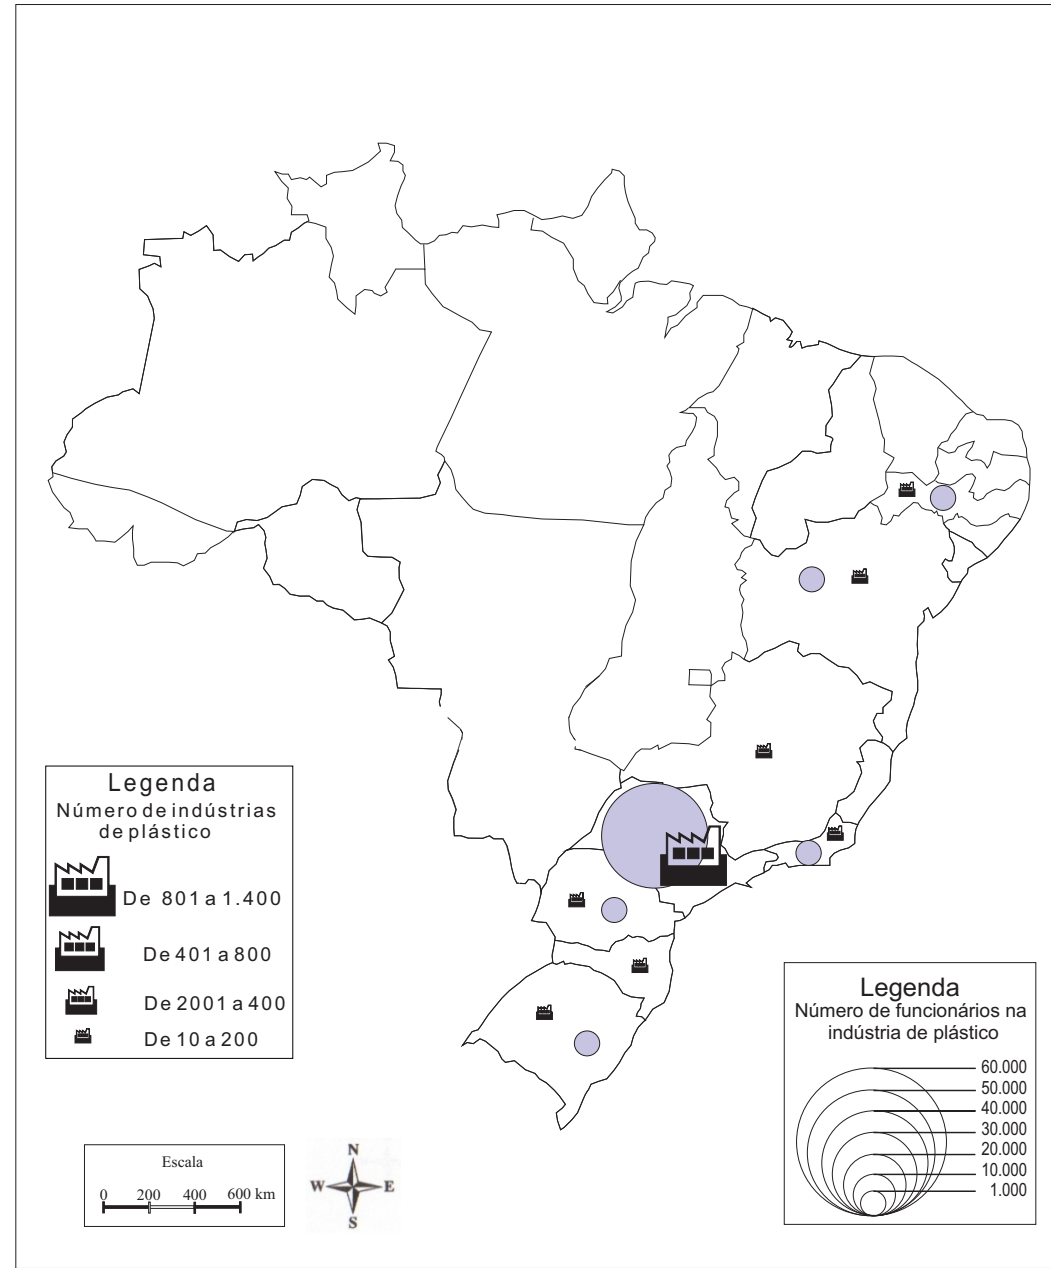 Legenda
Número de indústrias
de plástico
De 801 a 1.400
De 401 a 800
De 2001 a 400
De 10 a 200
Legenda
Número de funcionários na
indústria de plástico
60.000
50.000
40.000
30.000
20.000
10.000
1.000
Escala
0 200 400 600 km
N
W E
S